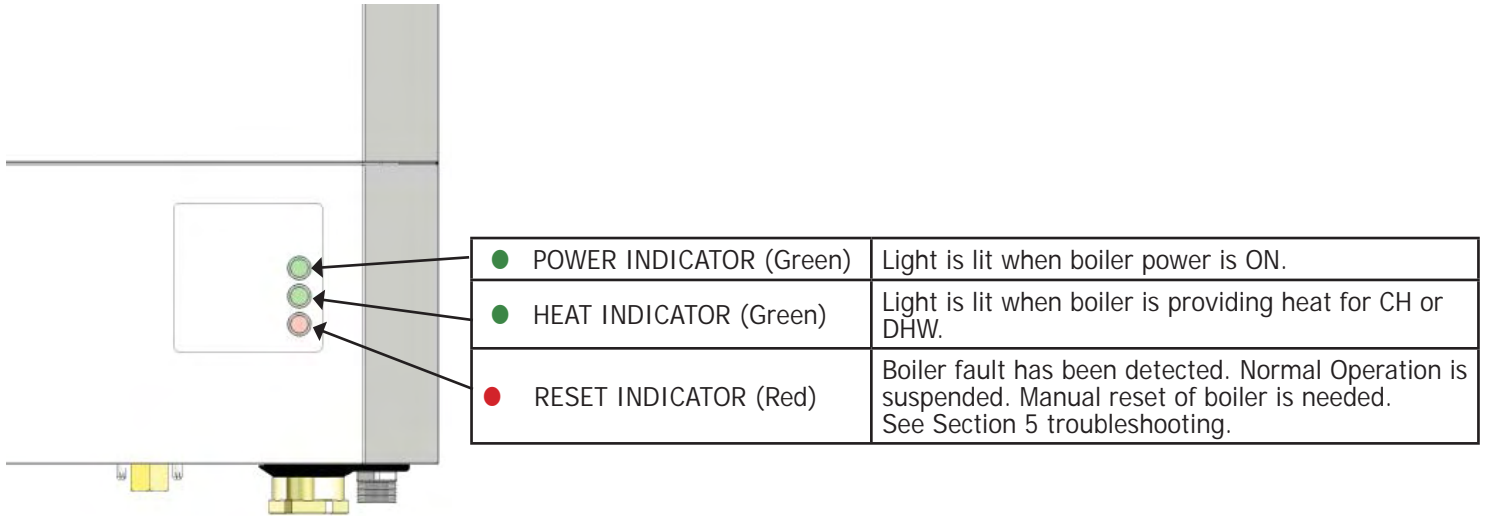 POWER INDICATOR (Green)
Light is lit when boiler power is ON.
HEAT INDICATOR (Green)
Light is lit when boiler is providing heat for CH or
DHW.
RESET INDICATOR (Red)
Boiler fault has been detected. Normal Operation is
suspended. Manual reset of boiler is needed.
See Section 5 troubleshooting.